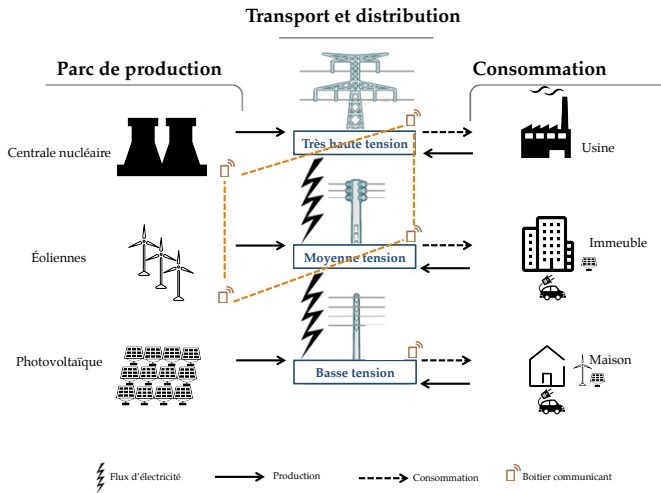 Transport et distribution
Parc de production
Consommation
Centrale nucléaire
Très haute tension
Usine
Éoliennes
Moyenne tension
Immeuble
Photovoltaïque
Basse tension
Maison
Flux d'électricité
Production
Consommation
Boitier communicant